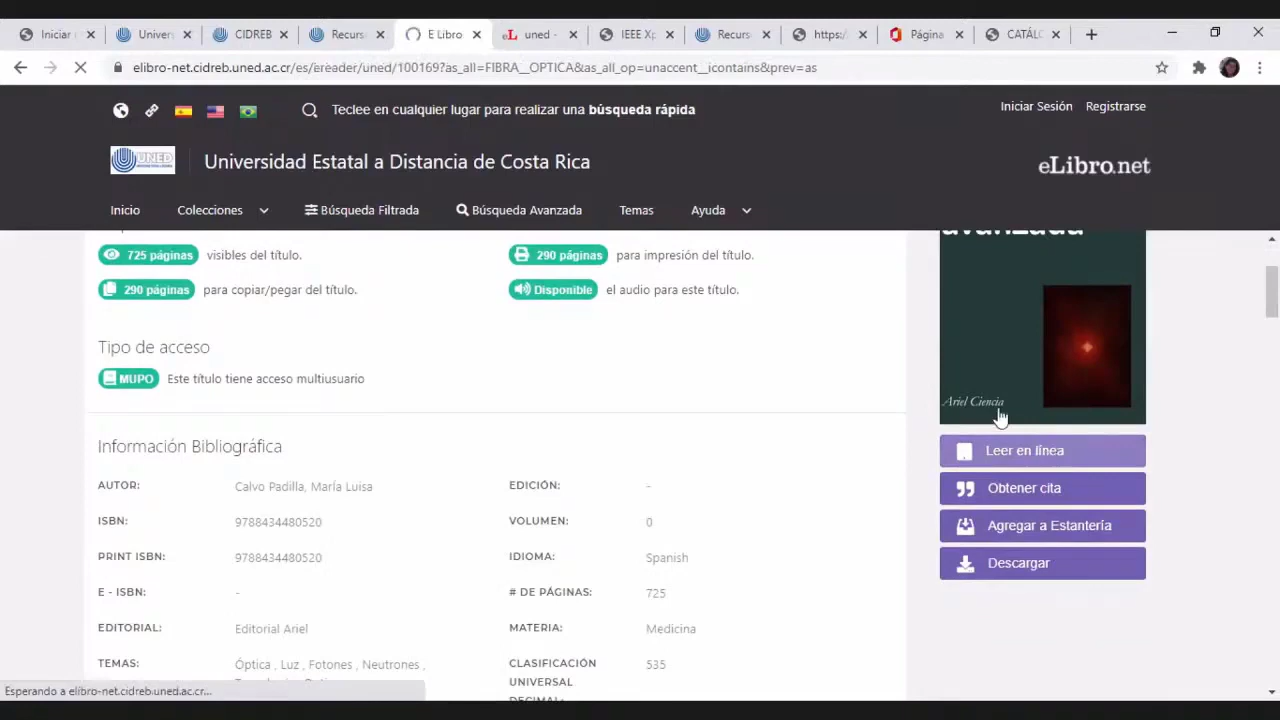 Iniciar
Univers
CIDREB
Recurs
E Libro
eL uned -
IEEE Xp
Recurs
https:/
Página
CATÁLO
elibro-net.cidreb.uned.ac.cr/es/ereader/uned/100169?as_all=FIBRA__OPTICA&as_all_op=unaccent__icontains&prev=as
Teclee en cualquier lugar para realizar una búsqueda rápida
Iniciar Sesión Registrarse
UNED
Universidad Estatal a Distancia de Costa Rica
eLibro.net
Inicio Colecciones Búsqueda Filtrada Búsqueda Avanzada Temas Ayuda
avanzada
725 páginas visibles del título.
290 páginas para impresión del título.
290 páginas para copiar/pegar del título.
Disponible el audio para este título.
Tipo de acceso
MUPO Este título tiene acceso multiusuario
Ariel Ciencia
Información Bibliográfica
Leer en línea
Obtener cita
Agregar a Estantería
Descargar
AUTOR: Calvo Padilla, María Luisa
EDICIÓN: -
ISBN: 9788434480520
VOLUMEN: 0
PRINT ISBN: 9788434480520
IDIOMA: Spanish
E - ISBN: -
# DE PÁGINAS: 725
EDITORIAL: Editorial Ariel
MATERIA: Medicina
TEMAS: Óptica , Luz , Fotones , Neutrones ,
CLASIFICACIÓN 535
UNIVERSAL
DECIMAL:
Esperando a elibro-net.cidreb.uned.ac.cr...